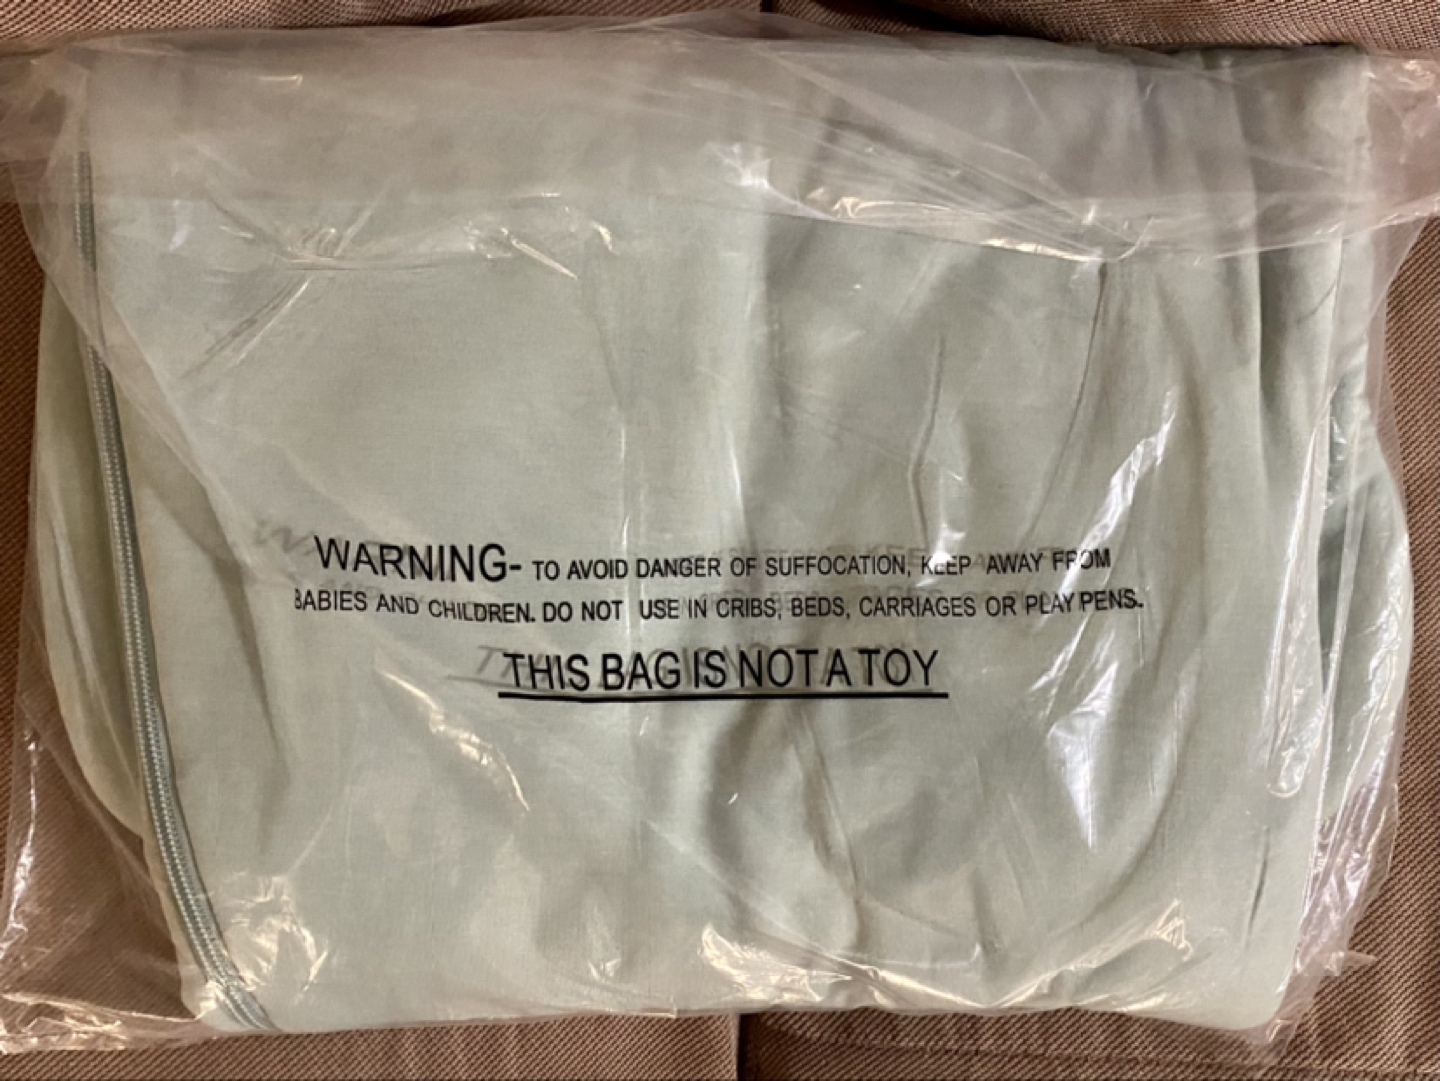 WARNING- TO AVOID DANGER OF SUFFOCATION, KEEP AWAY FROM
BABIES AND CHILDREN. DO NOT USE IN CRIBS, BEDS, CARRIAGES OR PLAY PENS.
THIS BAG IS NOT A TOY